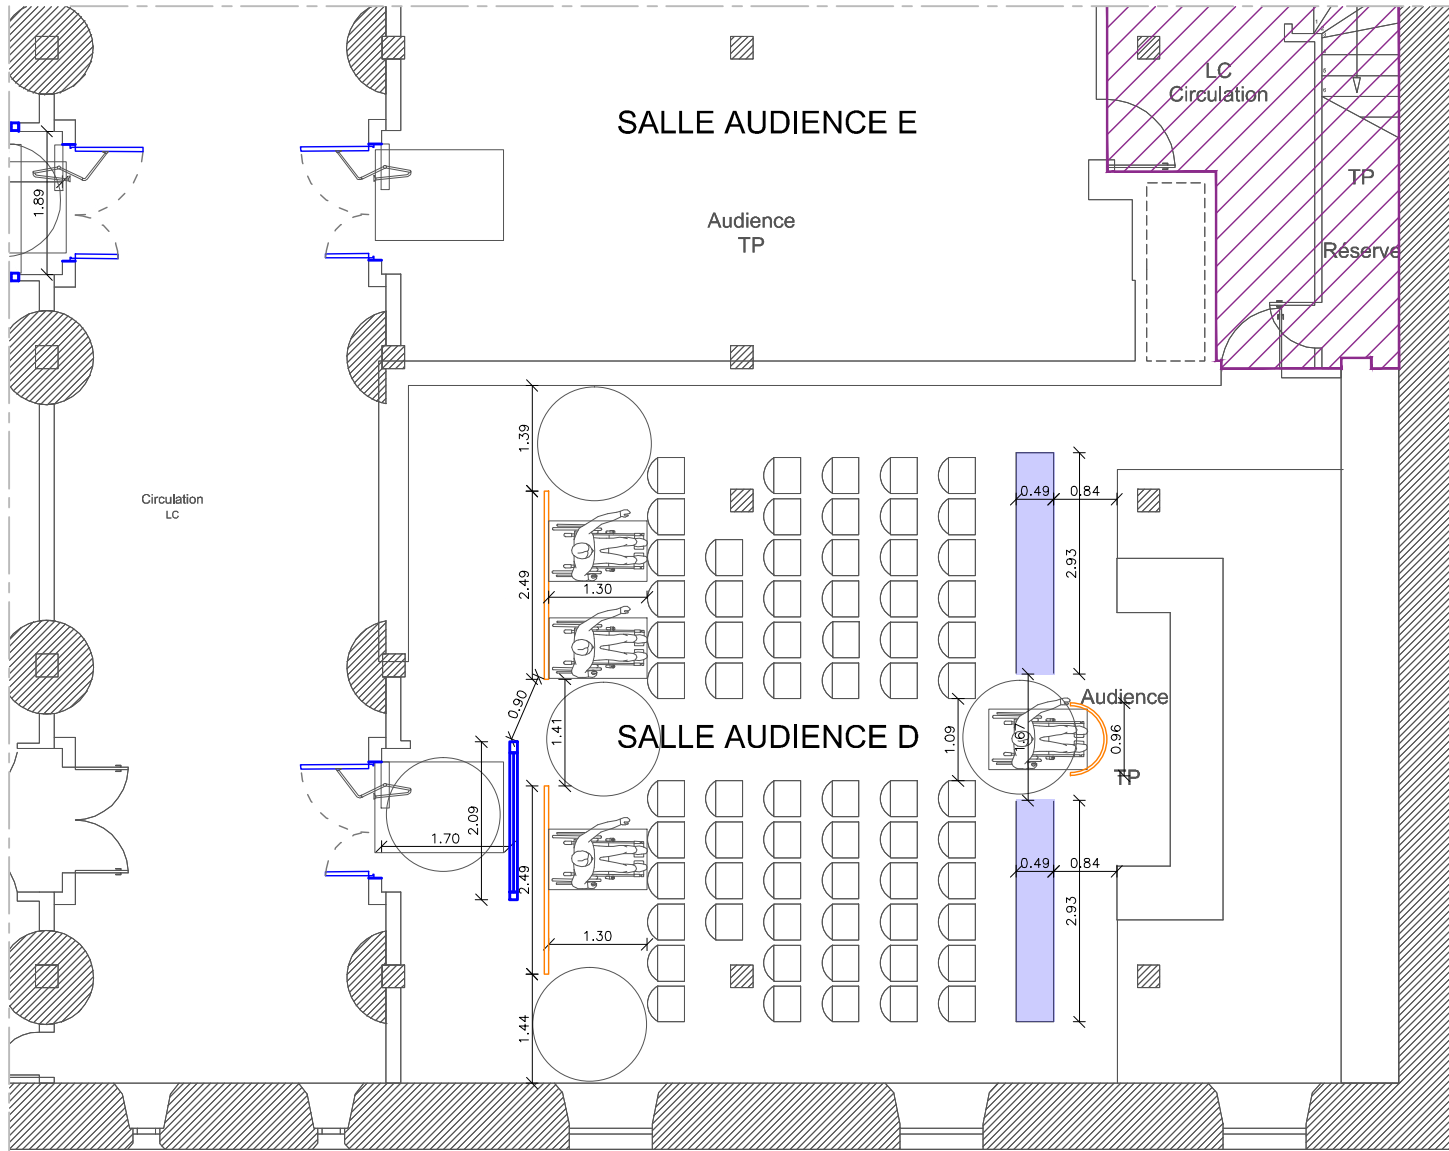 LC
Circulation
SALLE AUDIENCE E
TP
1.89
Audience
TP
Réserve
1.39
Circulation
LC
0.49
0.84
2.93
2.49
1.30
0.90
1.41
SALLE AUDIENCE D
1.09
1.67
Audience
0.96
TP
2.09
1.70
2.49
0.49
0.84
2.93
1.30
1.44